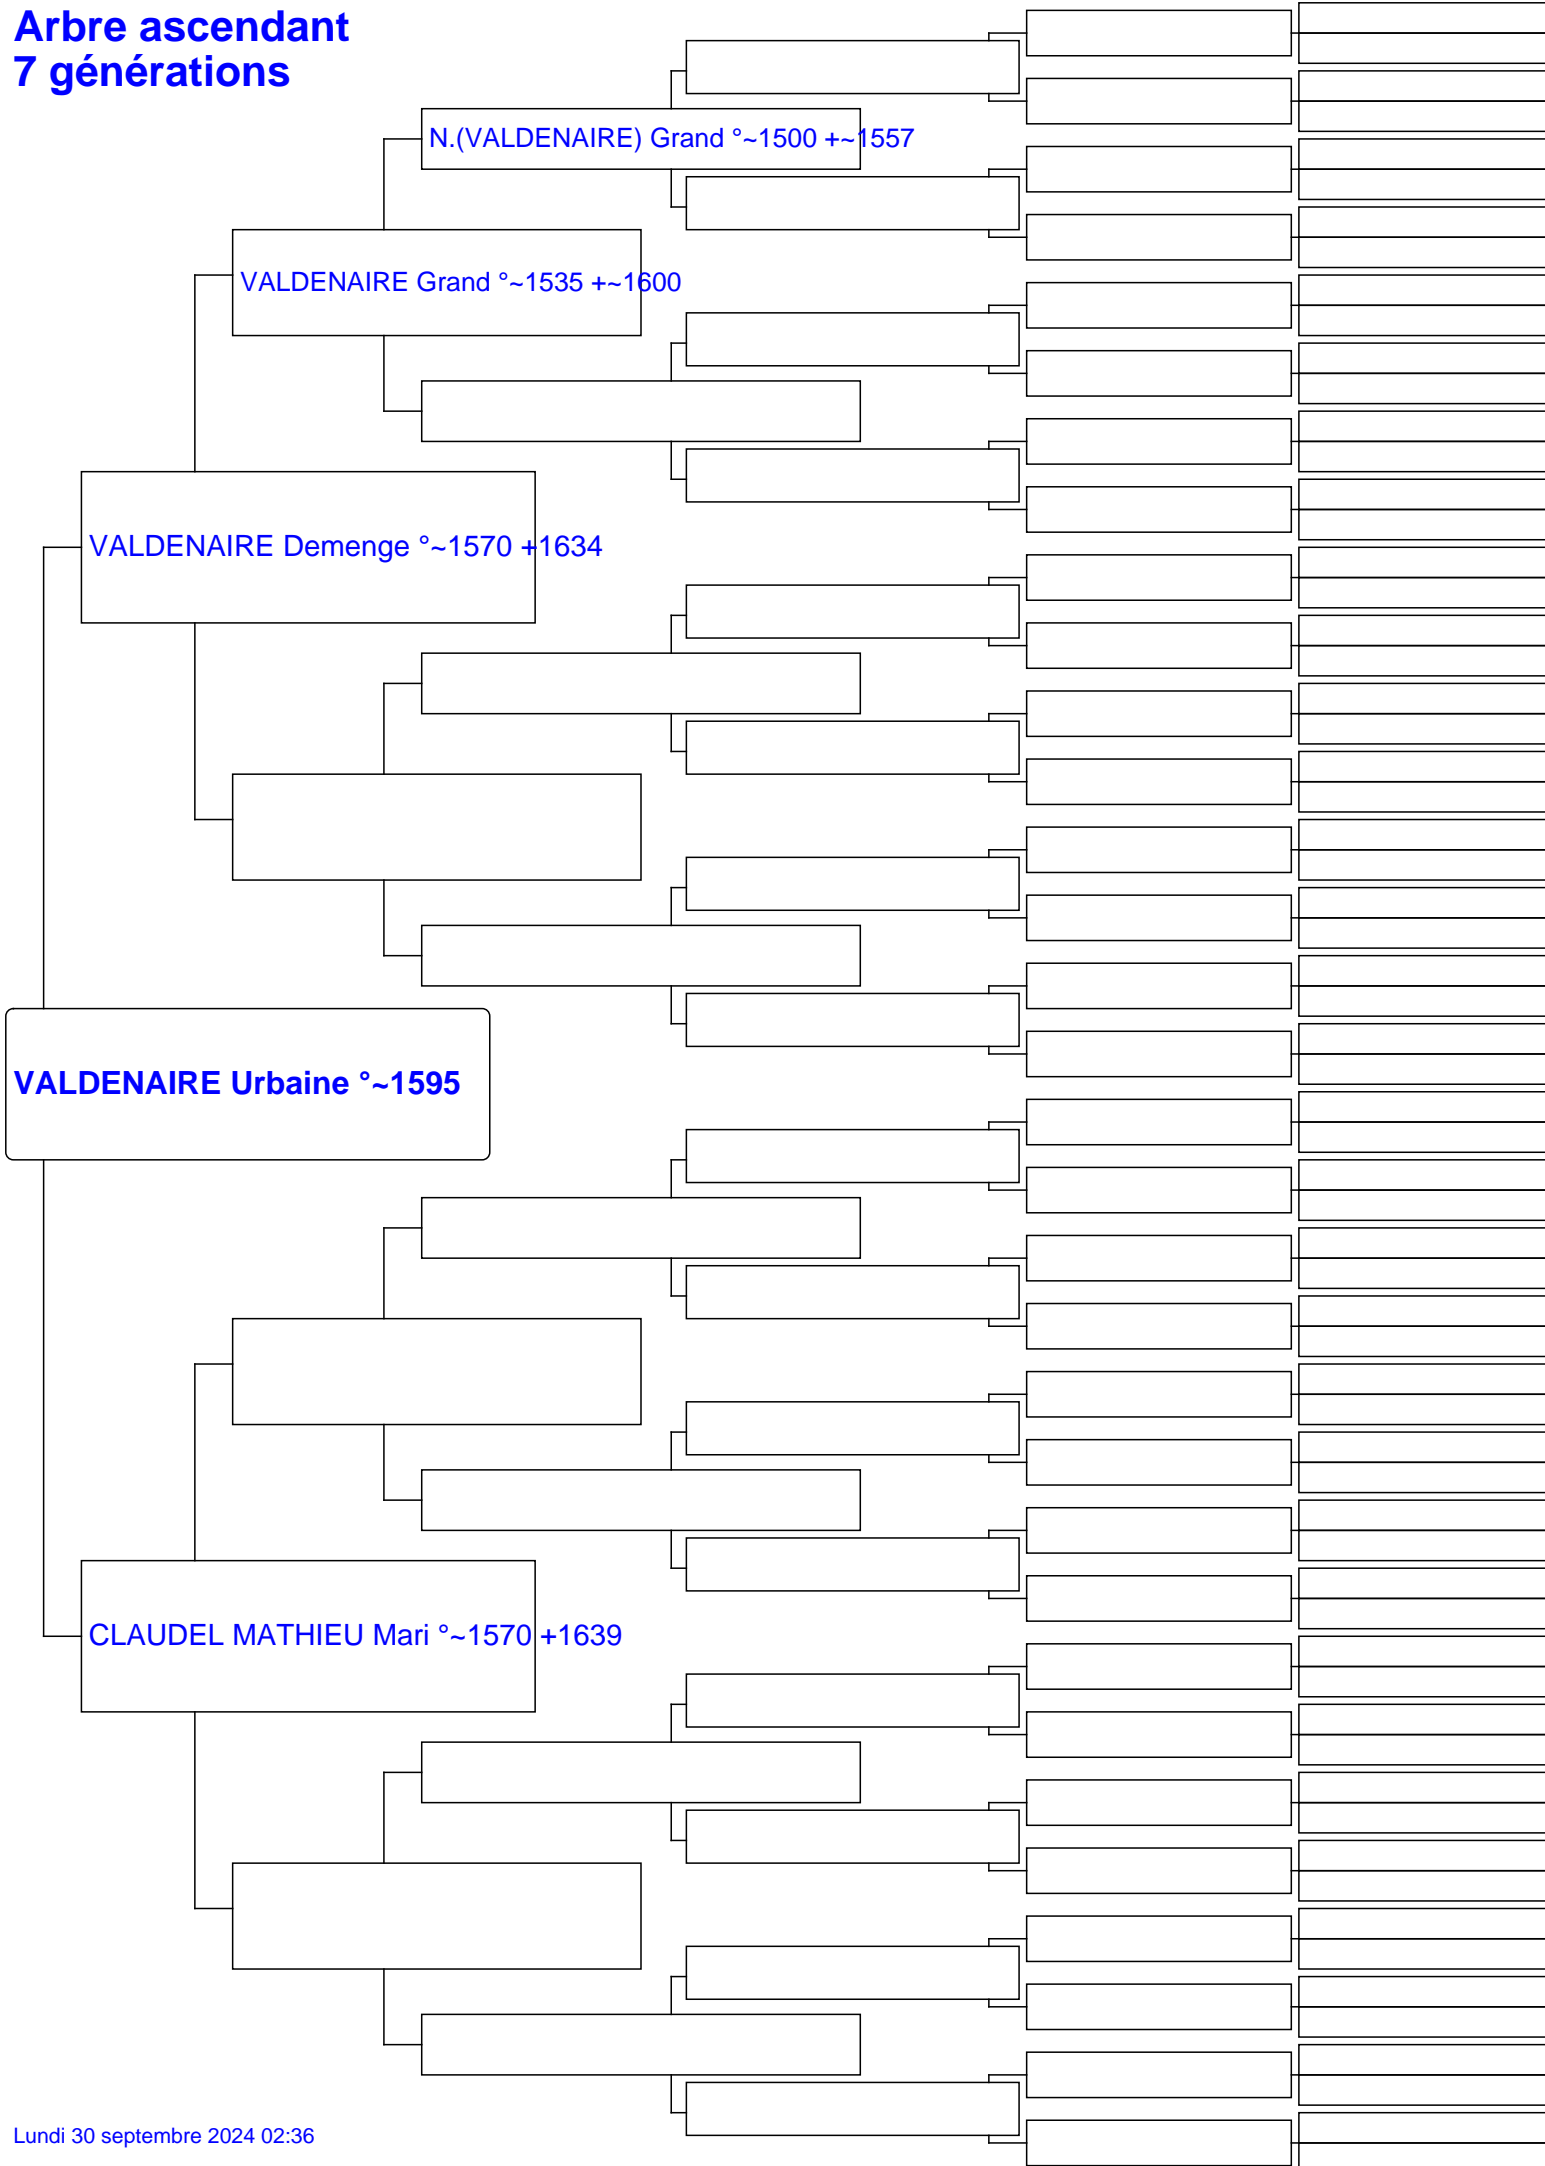 Arbre ascendant
7 générations
N.(VALDENAIRE) Grand °~1500 +~1557
VALDENAIRE Grand °~1535 +~1600
VALDENAIRE Demenge °~1570 +1634
VALDENAIRE Urbaine °~1595
CLAUDEL MATHIEU Mari °~1570 +1639
Lundi 30 septembre 2024 02:36